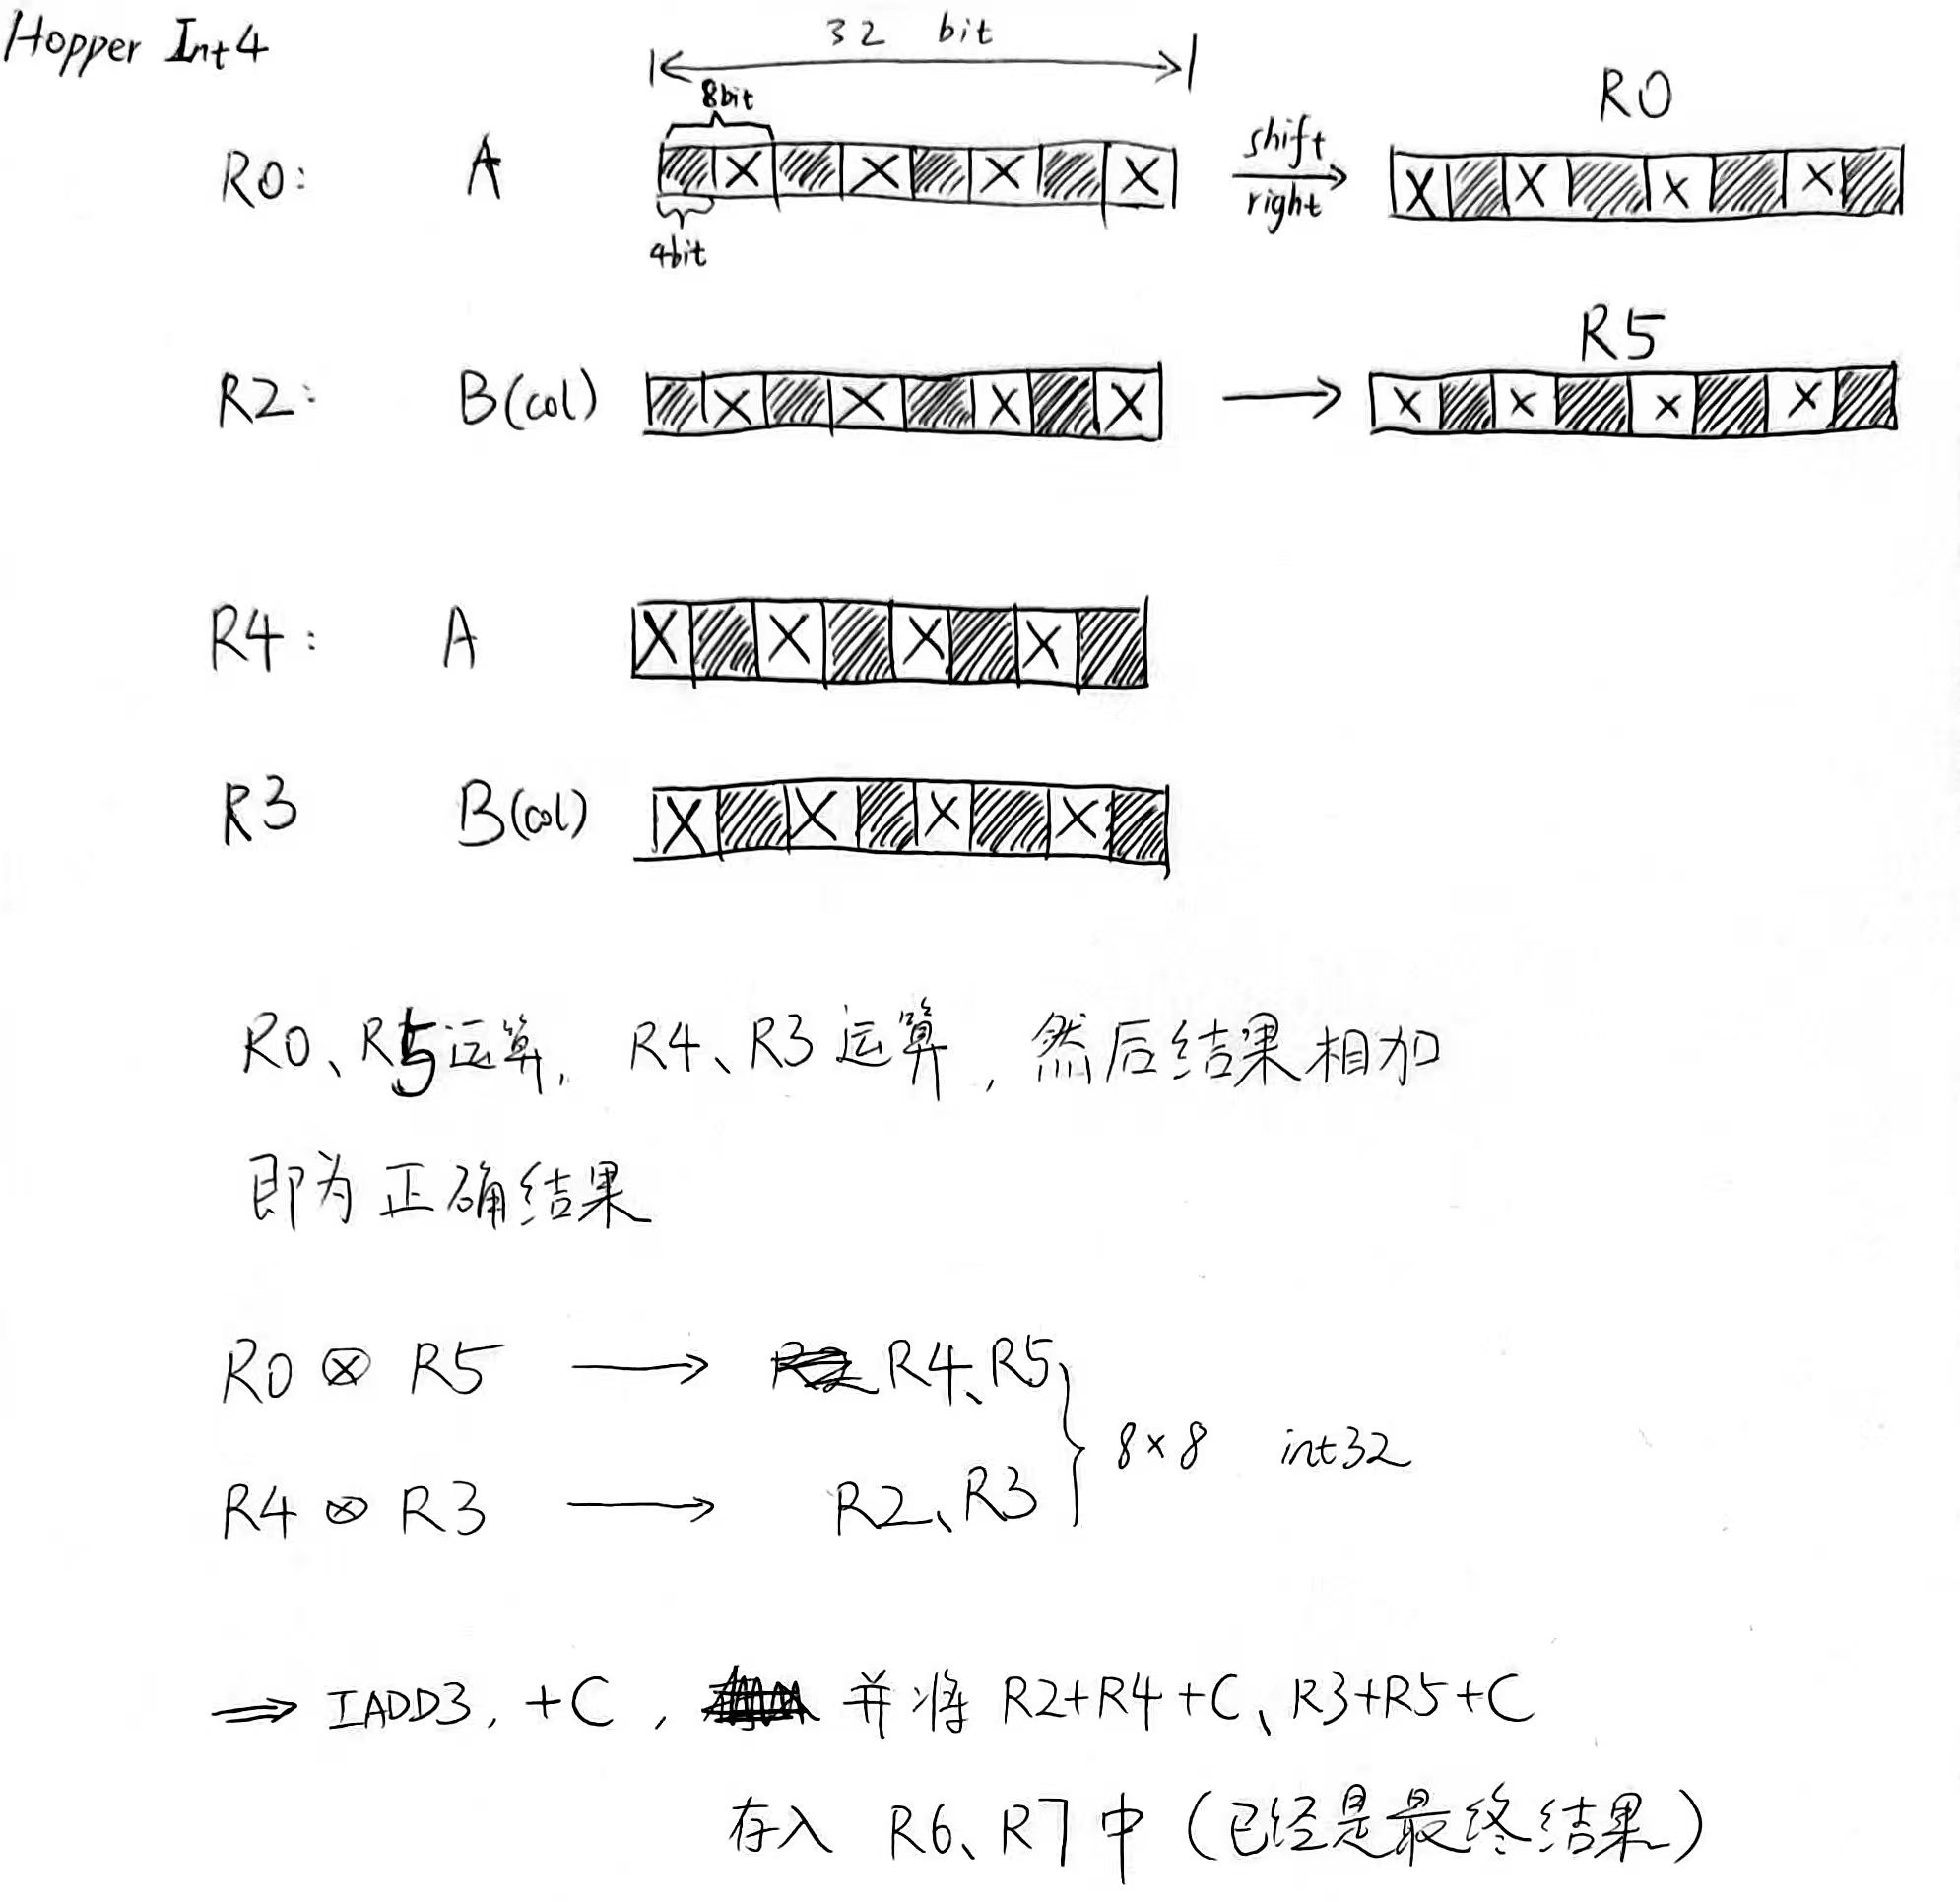 Hopper Int4
32 bit
8bit
R0: A
shift
right
R0
4bit
R2: B(col)
R5
R4: A
R3 B(col)
R0、R5运算, R4、R3运算, 然后结果相加
即为正确结果
R0 ⊗ R5 → R4、R5
R4 ⊗ R3 → R2、R3
8×8 int32
⇒ IADD3, +C, 并将 R2+R4+C、R3+R5+C
存入 R6、R7中 (已经是最终结果)